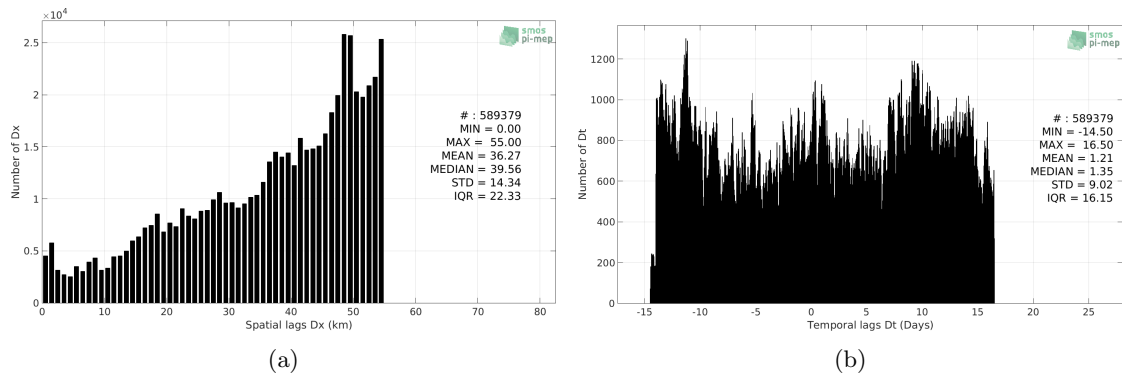 ×10⁴
2.5
2
1.5
1
0.5
0
0 10 20 30 40 50 60 70 80
Number of Dx
Spatial lags Dx (km)
smos
pi-mep
# : 589379
MIN = 0.00
MAX = 55.00
MEAN = 36.27
MEDIAN = 39.56
STD = 14.34
IQR = 22.33
(a)
1200
1000
800
600
400
200
0
-15 -10 -5 0 5 10 15 20 25
Number of Dt
Temporal lags Dt (Days)
smos
pi-mep
# : 589379
MIN = -14.50
MAX = 16.50
MEAN = 1.21
MEDIAN = 1.35
STD = 9.02
IQR = 16.15
(b)